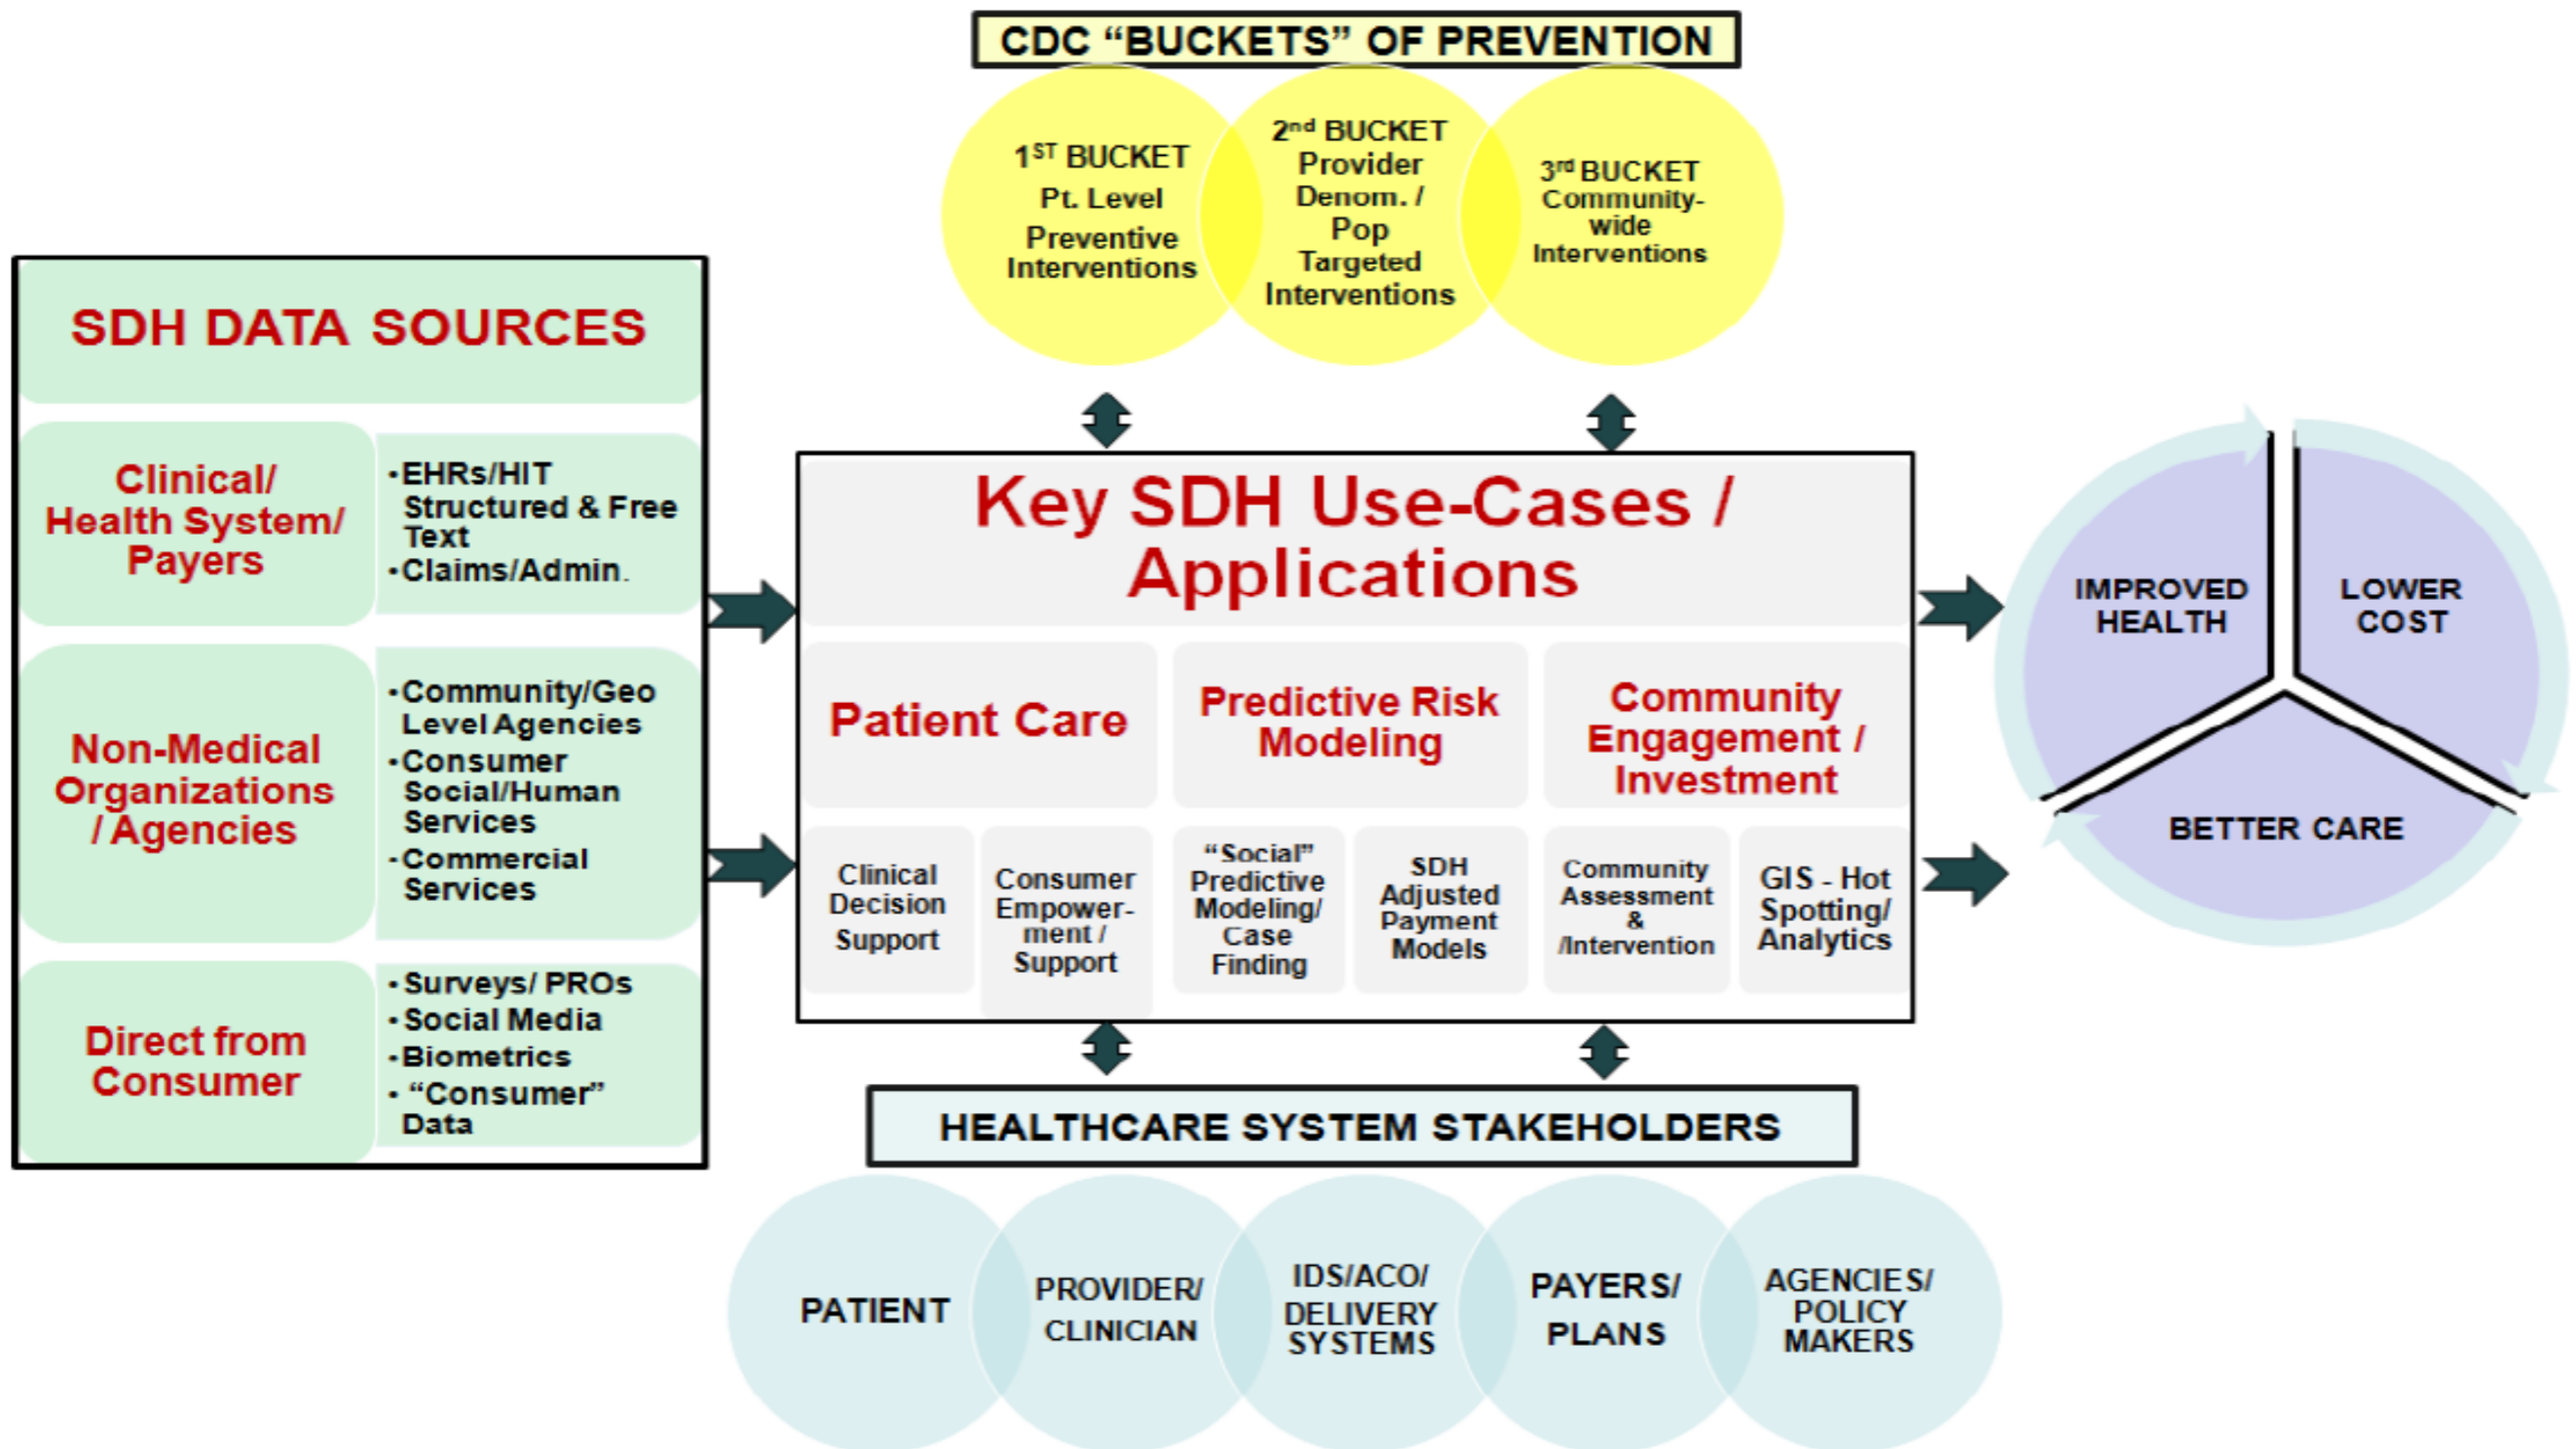 CDC “BUCKETS” OF PREVENTION
1ST BUCKET
Pt. Level
Preventive
Interventions
2nd BUCKET
Provider
Denom. /
Pop
Targeted
Interventions
3rd BUCKET
Community-
wide
Interventions
SDH DATA SOURCES
Clinical/
Health System/
Payers
•EHRs/HIT
Structured & Free
Text
•Claims/Admin.
Non-Medical
Organizations
/ Agencies
•Community/Geo
Level Agencies
•Consumer
Social/Human
Services
•Commercial
Services
Direct from
Consumer
•Surveys/ PROs
•Social Media
•Biometrics
• “Consumer”
Data
Key SDH Use-Cases /
Applications
Patient Care
Predictive Risk
Modeling
Community
Engagement /
Investment
Clinical
Decision
Support
Consumer
Empower-
ment /
Support
“Social”
Predictive
Modeling/
Case
Finding
SDH
Adjusted
Payment
Models
Community
Assessment
&
/Intervention
GIS - Hot
Spotting/
Analytics
IMPROVED
HEALTH
LOWER
COST
BETTER CARE
HEALTHCARE SYSTEM STAKEHOLDERS
PATIENT
PROVIDER/
CLINICIAN
IDS/ACO/
DELIVERY
SYSTEMS
PAYERS/
PLANS
AGENCIES/
POLICY
MAKERS